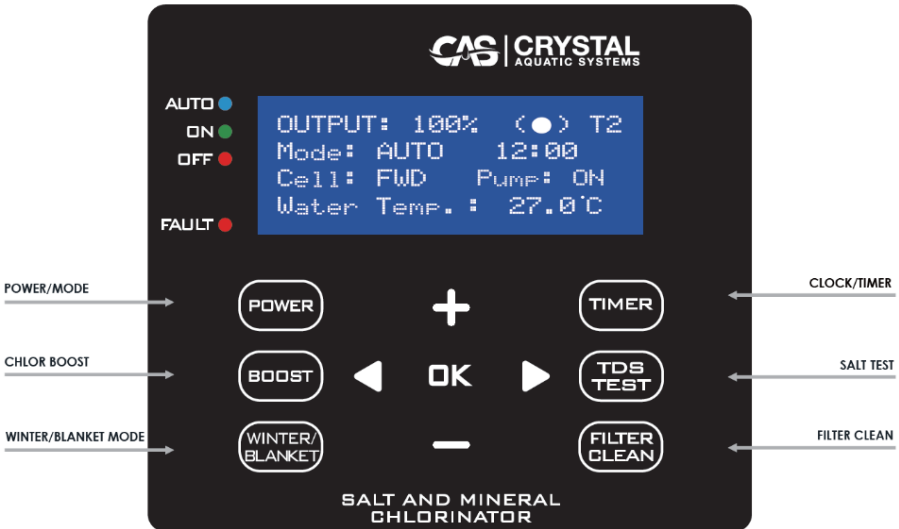 CAS | CRYSTAL
AQUATIC SYSTEMS
AUTO
ON
OFF
FAULT
OUTPUT: 100% (●) T2
Mode: AUTO 12:00
Cell: FWD Pump: ON
Water Temp.: 27.0°C
POWER/MODE
CLOCK/TIMER
POWER
+
TIMER
CHLOR BOOST
SALT TEST
BOOST
◀ OK ▶
TDS
TEST
WINTER/BLANKET MODE
FILTER CLEAN
WINTER/
BLANKET
−
FILTER
CLEAN
SALT AND MINERAL
CHLORINATOR